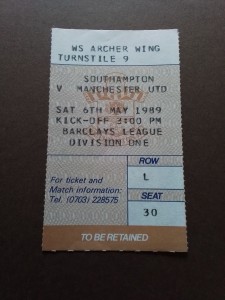 WS ARCHER WING
TURNSTILE 9
SOUTHAMPTON
V MANCHESTER UTD
SAT 6TH MAY 1989
KICK-OFF 3:00 PM
BARCLAYS LEAGUE
DIVISION ONE
ROW
L
For ticket and
Match information:
Tel. (0703) 228575
SEAT
30
TO BE RETAINED